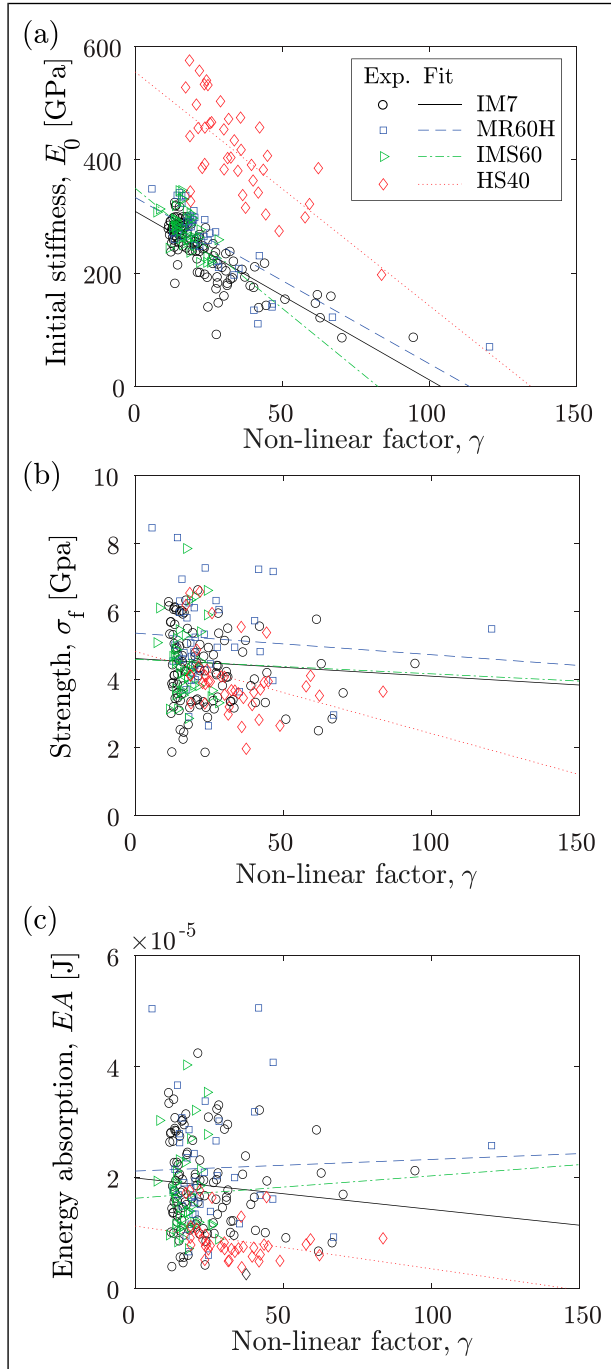 (a)
600
400
200
0
Initial stiffness, E0 [GPa]
Exp. Fit
IM7
MR60H
IMS60
HS40
0 50 100 150
Non-linear factor, γ
(b)
10
8
6
4
2
0
Strength, σf [Gpa]
0 50 100 150
Non-linear factor, γ
(c)
×10-5
6
4
2
0
Energy absorption, EA [J]
0 50 100 150
Non-linear factor, γ